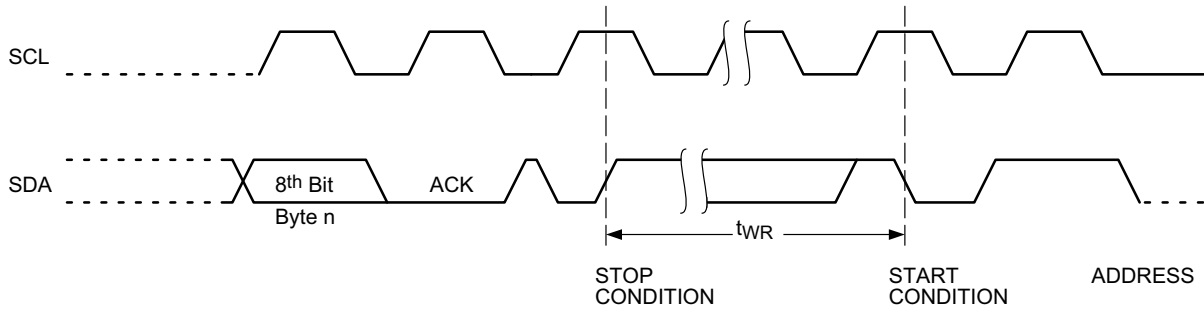 SCL
SDA
8th Bit
Byte n
ACK
tWR
STOP
CONDITION
START
CONDITION
ADDRESS